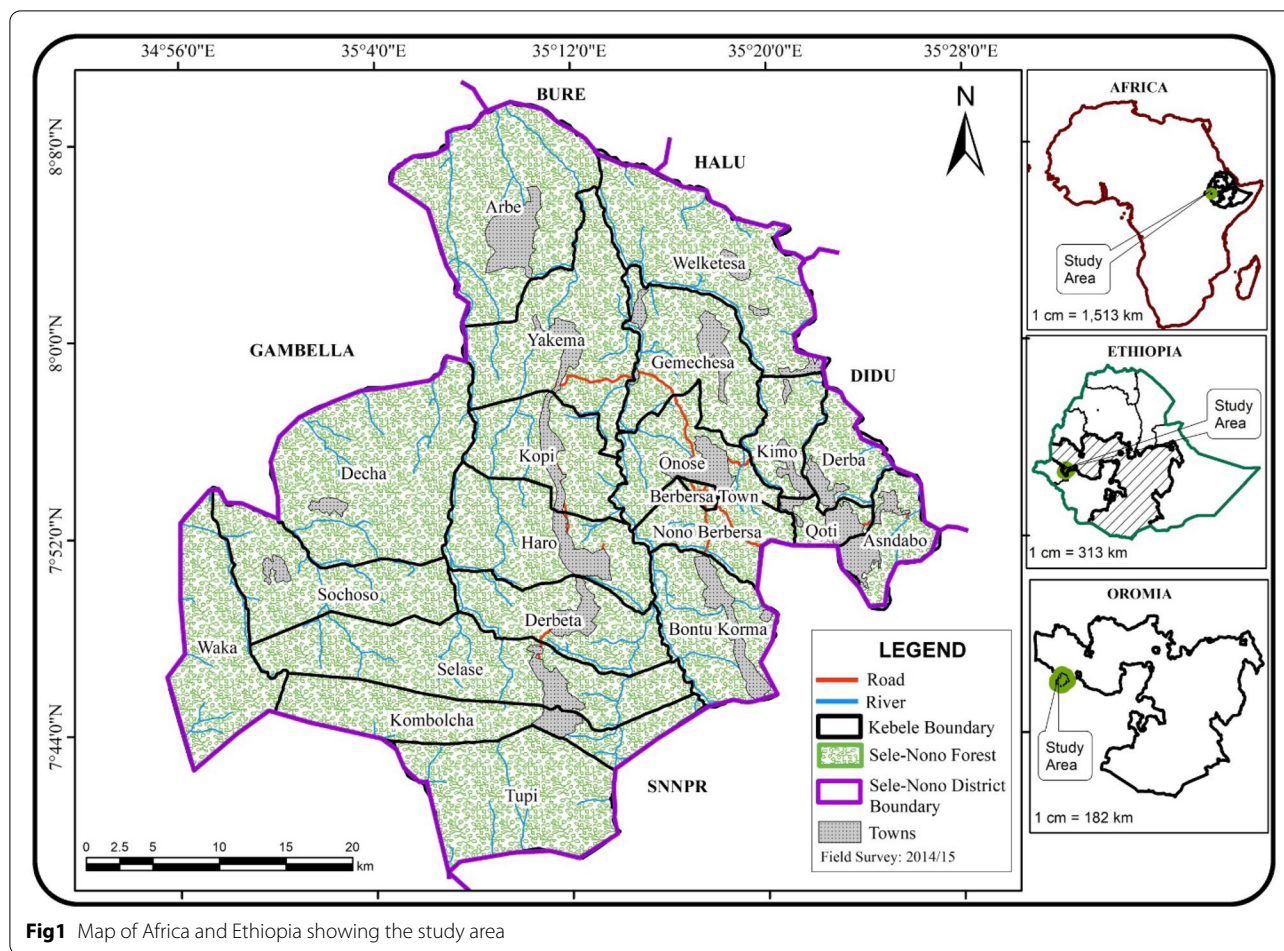 34°56'0"E
35°4'0"E
35°12'0"E
35°20'0"E
35°28'0"E
8°8'0"N
8°0'0"N
7°52'0"N
7°44'0"N
BURE
HALU
N
GAMBELLA
DIDU
SNNPR
Arbe
Welketesa
Yakema
Gemechesa
Decha
Kopi
Onose
Kimo
Derba
Berbersa Town
Haro
Nono Berbersa
Qoti
Asndabo
Sochoso
Derbeta
Bontu Korma
Waka
Selase
Kombolcha
Tupi
0 2.5 5 10 15 20
km
LEGEND
Road
River
Kebele Boundary
Sele-Nono Forest
Sele-Nono District
Boundary
Towns
Field Survey: 2014/15
AFRICA
Study
Area
1 cm = 1,513 km
ETHIOPIA
Study
Area
1 cm = 313 km
OROMIA
Study
Area
1 cm = 182 km
Fig1 Map of Africa and Ethiopia showing the study area